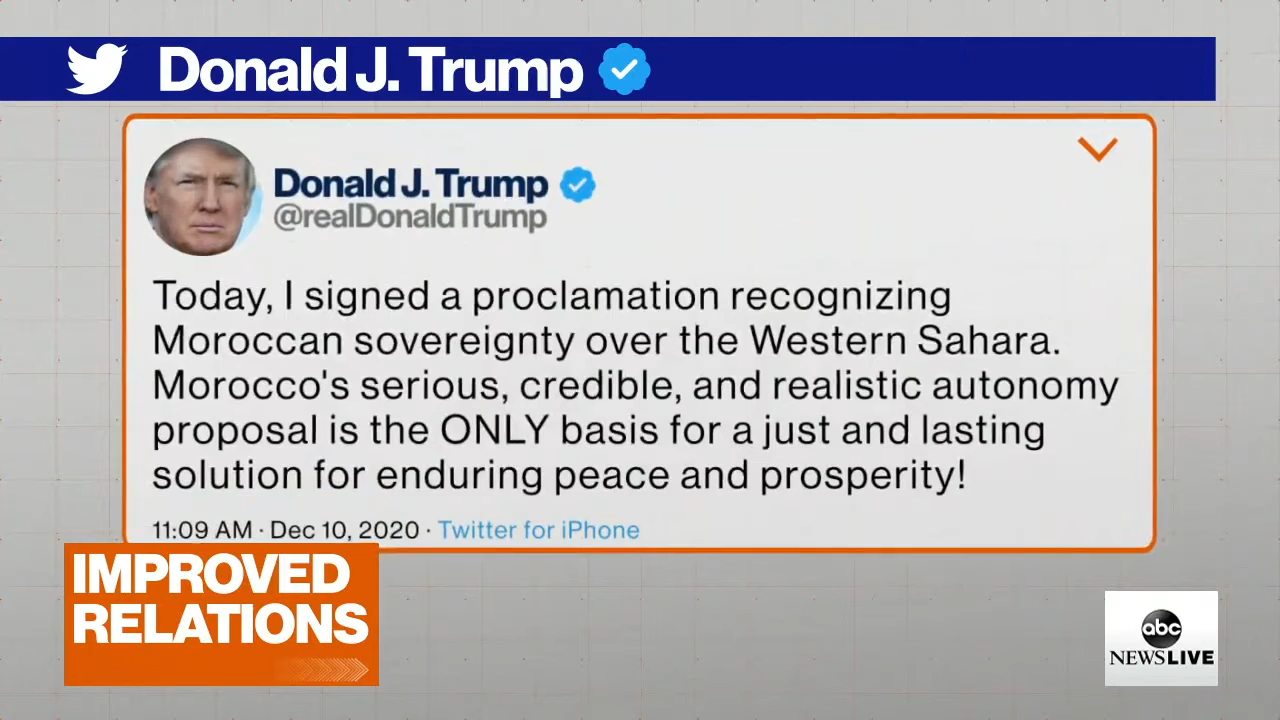 Donald J. Trump
Donald J. Trump
@realDonaldTrump
Today, I signed a proclamation recognizing
Moroccan sovereignty over the Western Sahara.
Morocco's serious, credible, and realistic autonomy
proposal is the ONLY basis for a just and lasting
solution for enduring peace and prosperity!
11:09 AM · Dec 10, 2020 · Twitter for iPhone
IMPROVED
RELATIONS
abc
NEWSLIVE